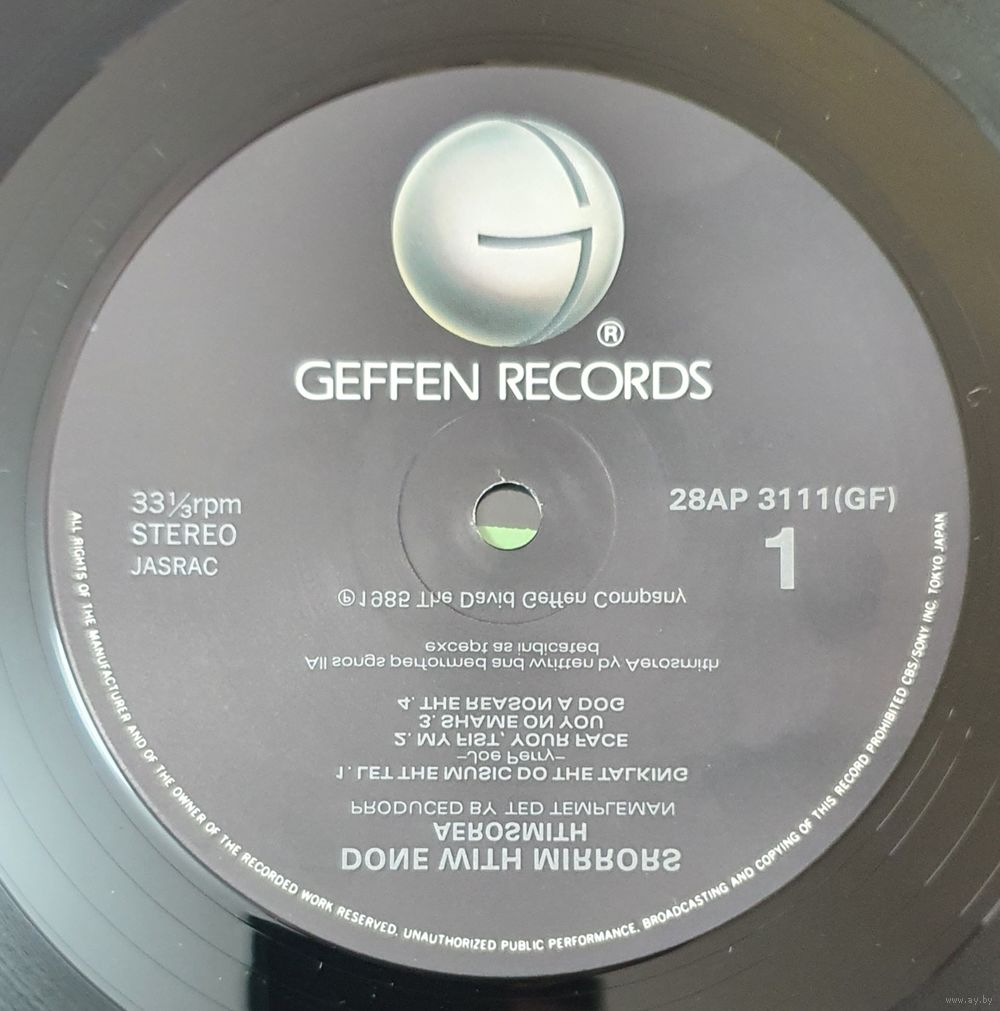 ®
GEFFEN RECORDS
33⅓rpm
STEREO
JASRAC
28AP 3111(GF)
1
DONE WITH MIRRORS
AEROSMITH
PRODUCED BY TED TEMPLEMAN
1. LET THE MUSIC DO THE TALKING
–Joe Perry–
2. MY FIST, YOUR FACE
3. SHAME ON YOU
4. THE REASON A DOG
All songs performed and written by Aerosmith
except as indicated
℗1985 The David Geffen Company
ALL RIGHTS OF THE MANUFACTURER AND OF THE OWNER OF THE RECORDED WORK RESERVED. UNAUTHORIZED PUBLIC PERFORMANCE, BROADCASTING AND COPYING OF THIS RECORD PROHIBITED CBS/SONY INC. TOKYO JAPAN
www.ay.by